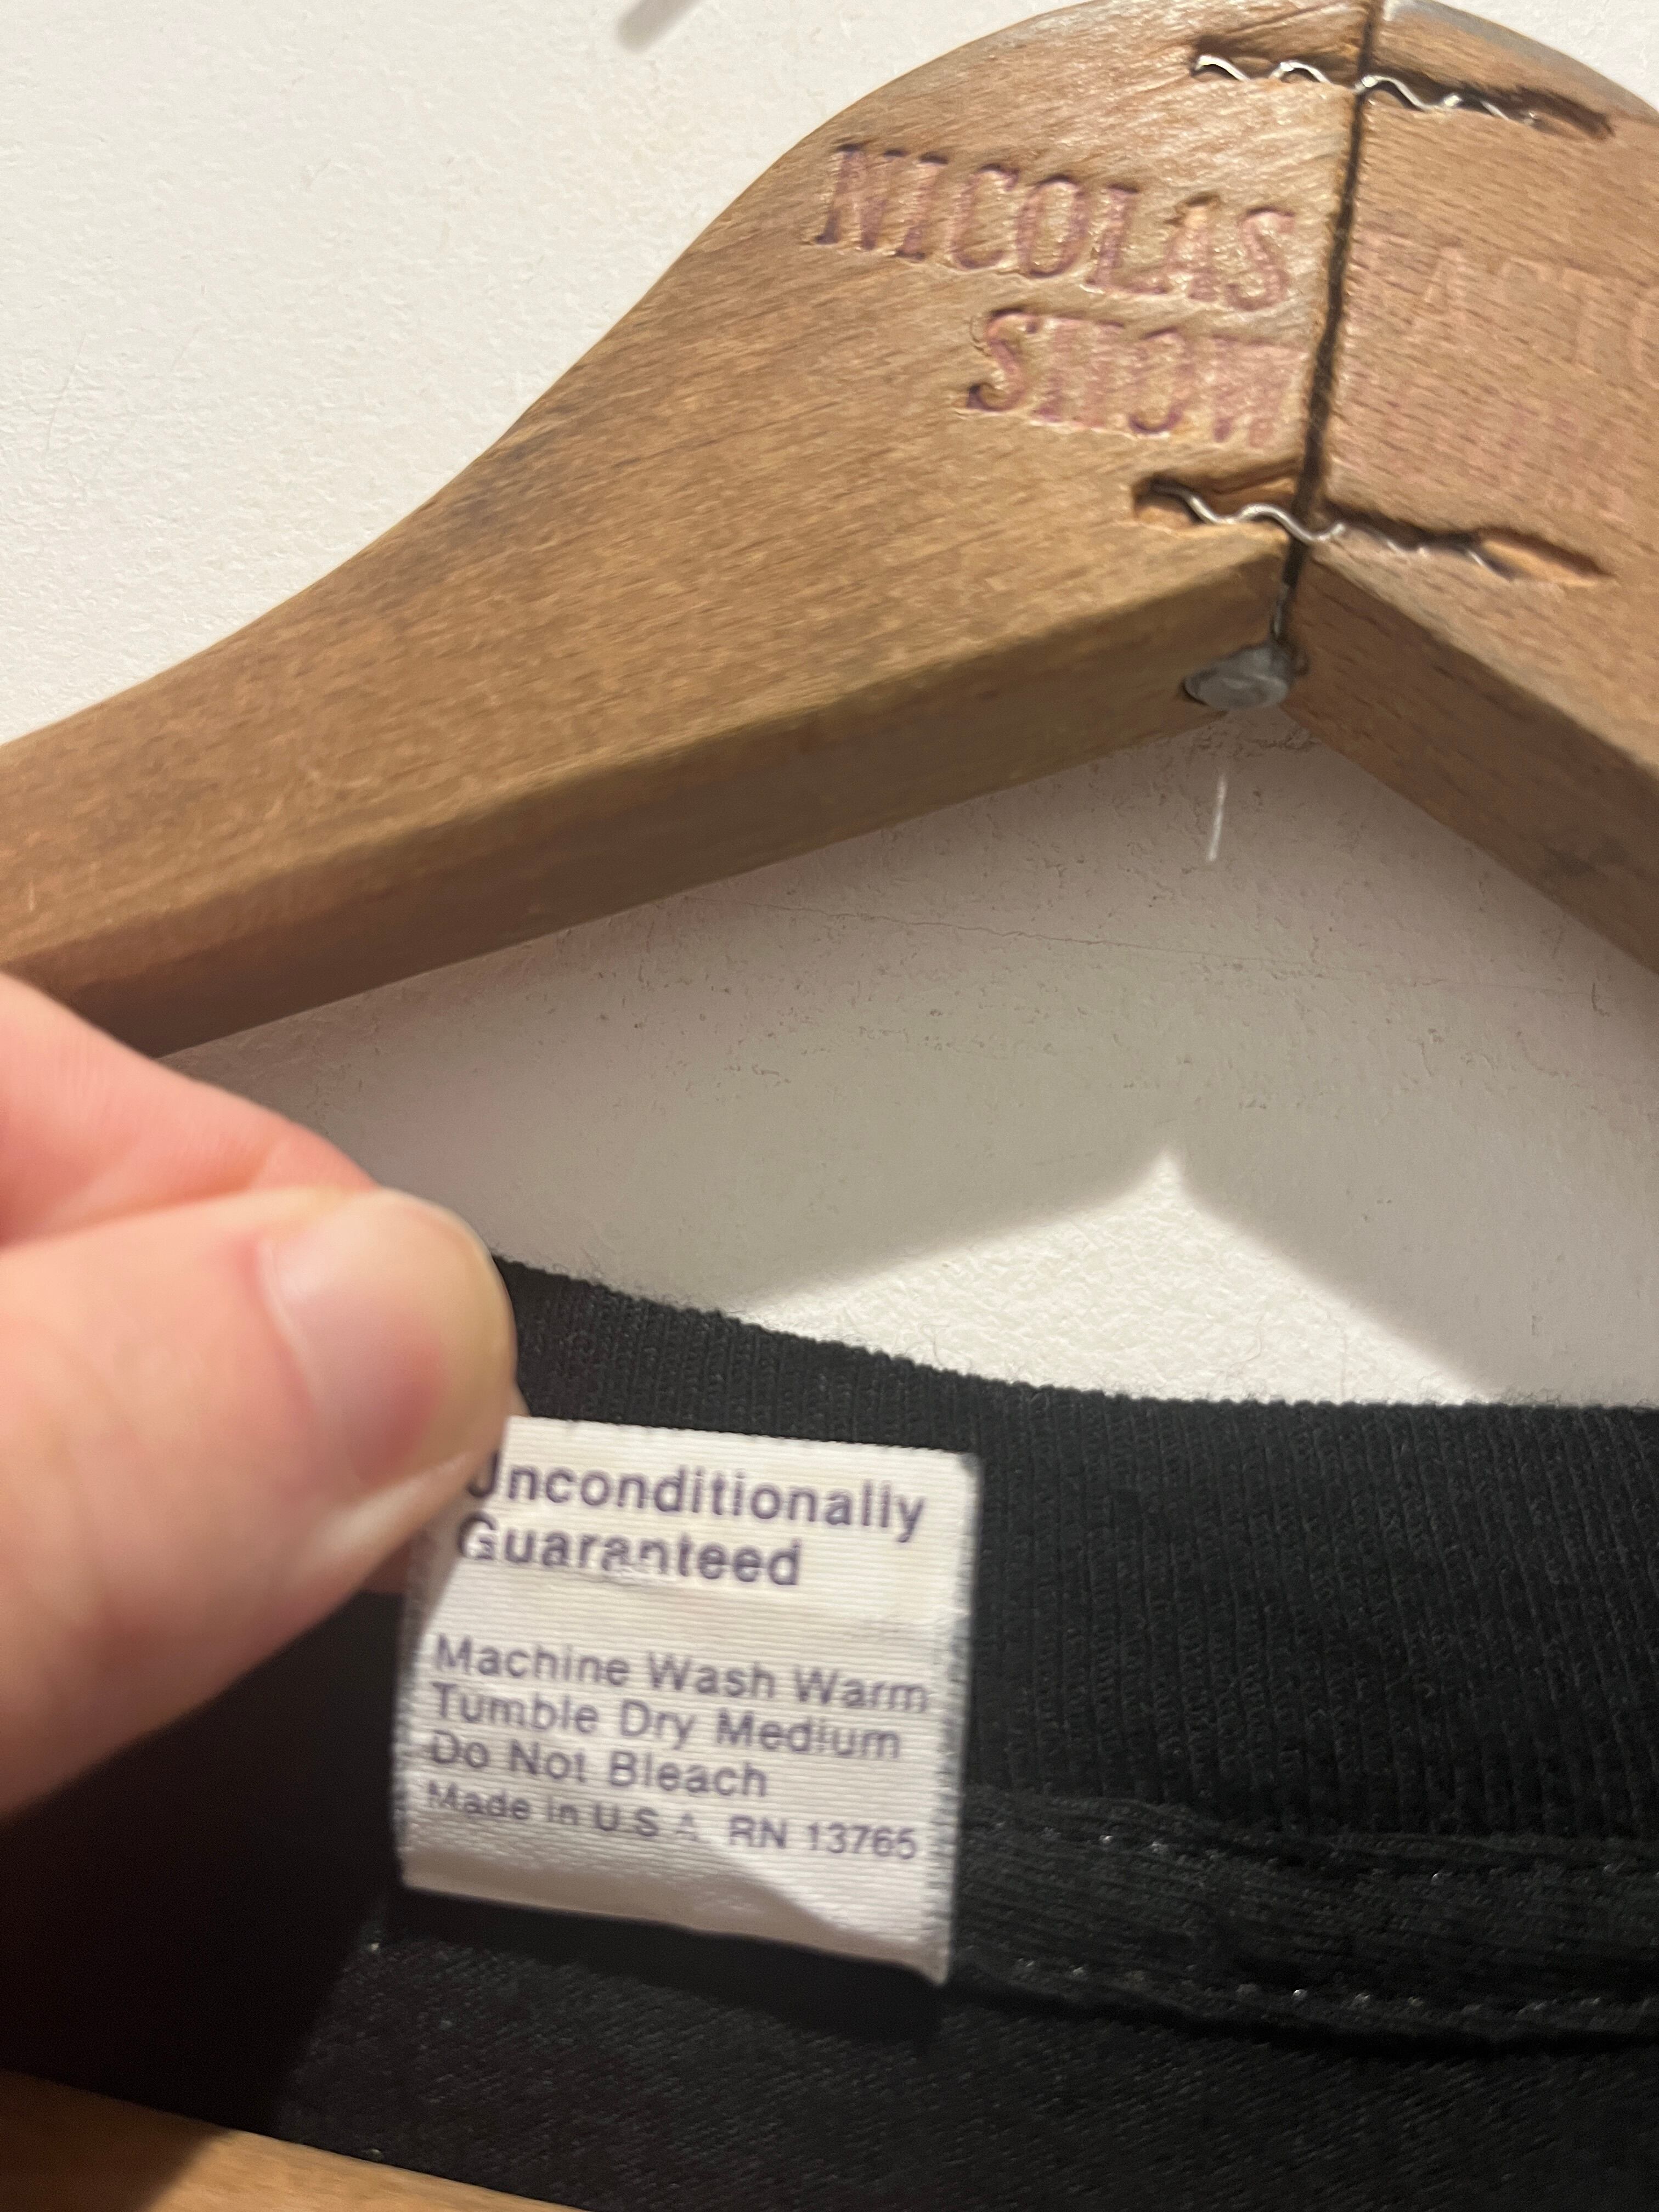 NICOLAS
SHOW
Unconditionally
Guaranteed
Machine Wash Warm
Tumble Dry Medium
Do Not Bleach
Made in U.S.A. RN 13765